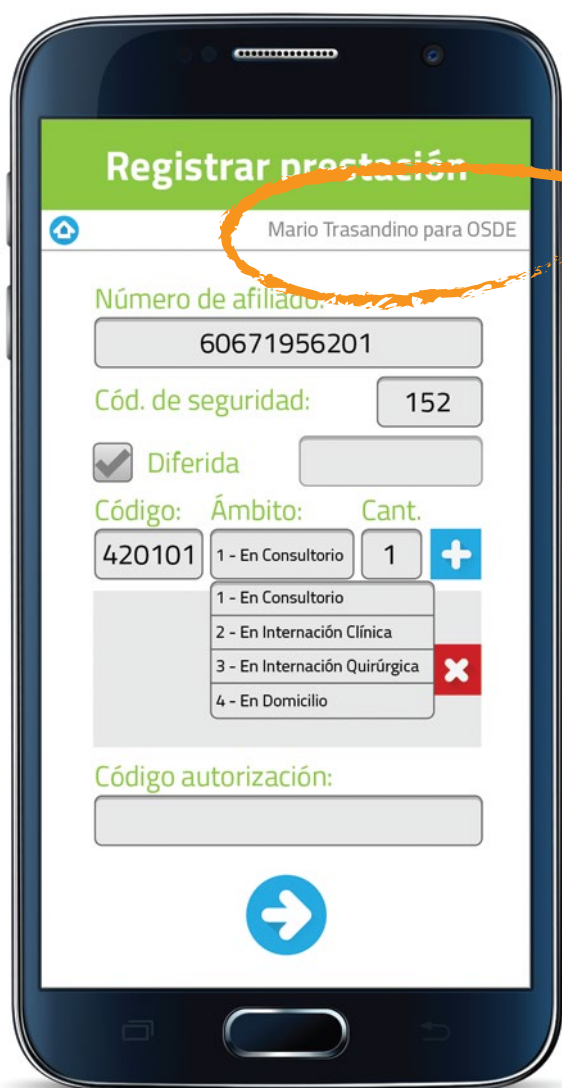 Registrar prestación
Mario Trasandino para OSDE
Número de afiliado:
60671956201
Cód. de seguridad: 152
Diferida
Código: Ámbito: Cant.
420101 1 - En Consultorio 1
1 - En Consultorio
2 - En Internación Clínica
3 - En Internación Quirúrgica
4 - En Domicilio
Código autorización: